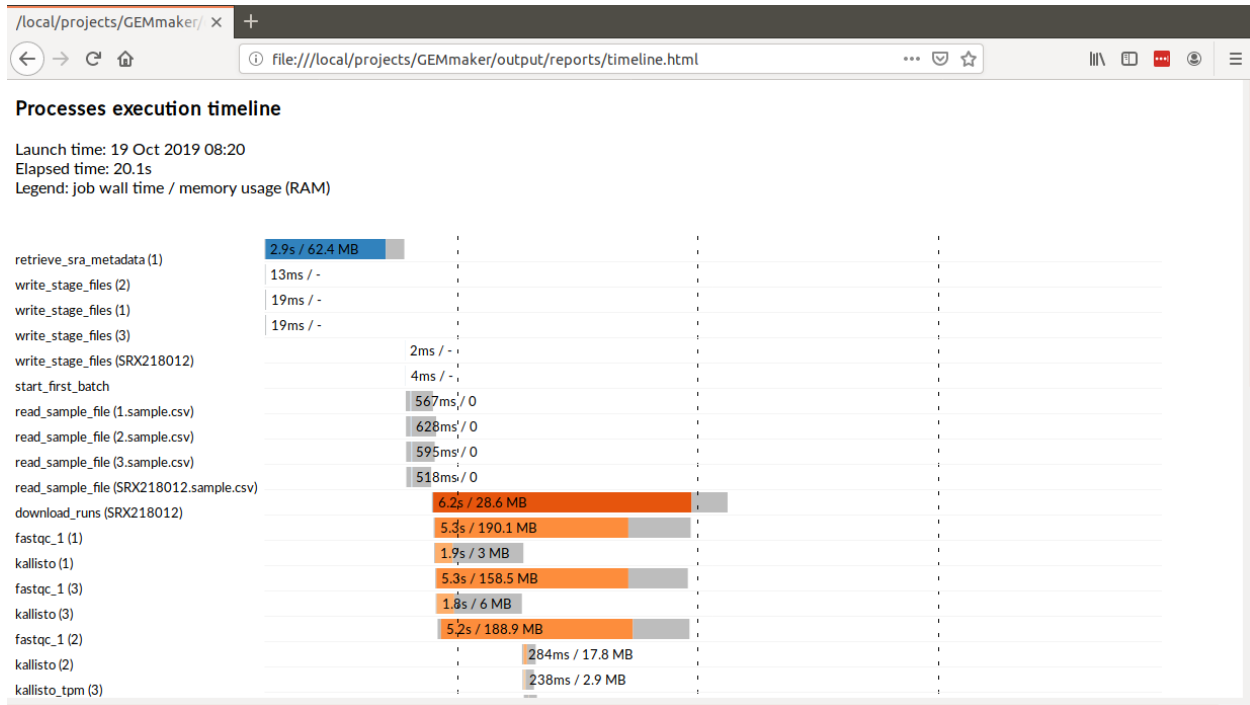 /local/projects/GEMmaker/
file:///local/projects/GEMmaker/output/reports/timeline.html
Processes execution timeline
Launch time: 19 Oct 2019 08:20
Elapsed time: 20.1s
Legend: job wall time / memory usage (RAM)
2.9s / 62.4 MB
retrieve_sra_metadata (1)
13ms / -
write_stage_files (2)
19ms / -
write_stage_files (1)
19ms / -
write_stage_files (3)
2ms / -
write_stage_files (SRX218012)
4ms / -
start_first_batch
567ms / 0
read_sample_file (1.sample.csv)
628ms / 0
read_sample_file (2.sample.csv)
595ms / 0
read_sample_file (3.sample.csv)
518ms / 0
read_sample_file (SRX218012.sample.csv)
6.2s / 28.6 MB
download_runs (SRX218012)
5.3s / 190.1 MB
fastqc_1 (1)
1.9s / 3 MB
kallisto (1)
5.3s / 158.5 MB
fastqc_1 (3)
1.8s / 6 MB
kallisto (3)
5.2s / 188.9 MB
fastqc_1 (2)
284ms / 17.8 MB
kallisto (2)
238ms / 2.9 MB
kallisto_tpm (3)